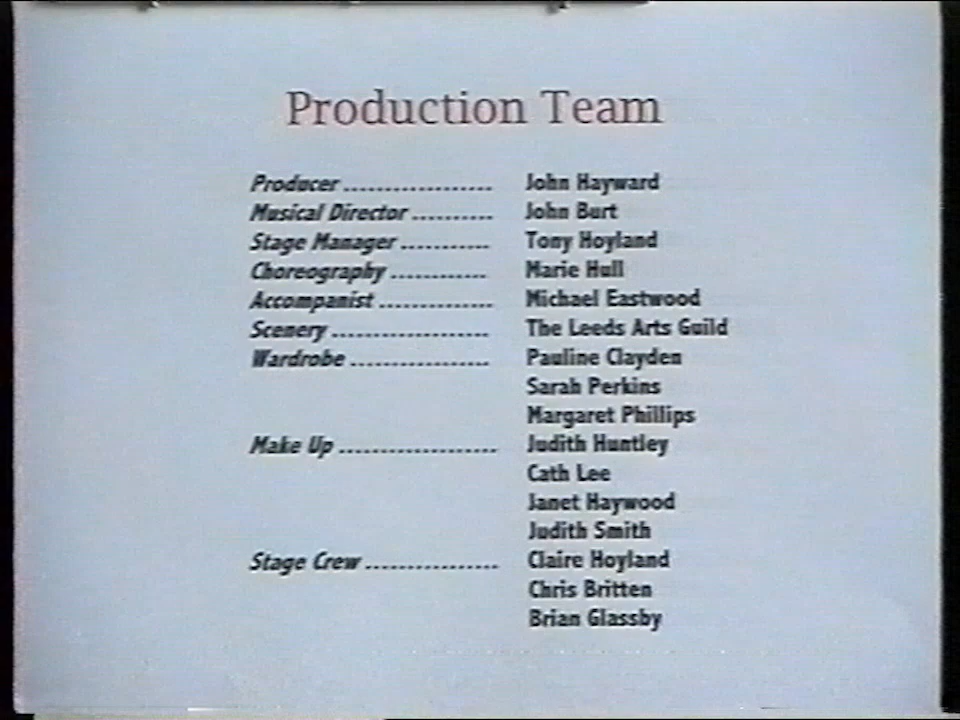 Production Team
Producer .................. John Hayward
Musical Director .......... John Burt
Stage Manager ........... Tony Hoyland
Choreography ............ Marie Hull
Accompanist .............. Michael Eastwood
Scenery ................... The Leeds Arts Guild
Wardrobe ................. Pauline Clayden
Sarah Perkins
Margaret Phillips
Make Up ................... Judith Huntley
Cath Lee
Janet Haywood
Judith Smith
Stage Crew ................ Claire Hoyland
Chris Britten
Brian Glassby